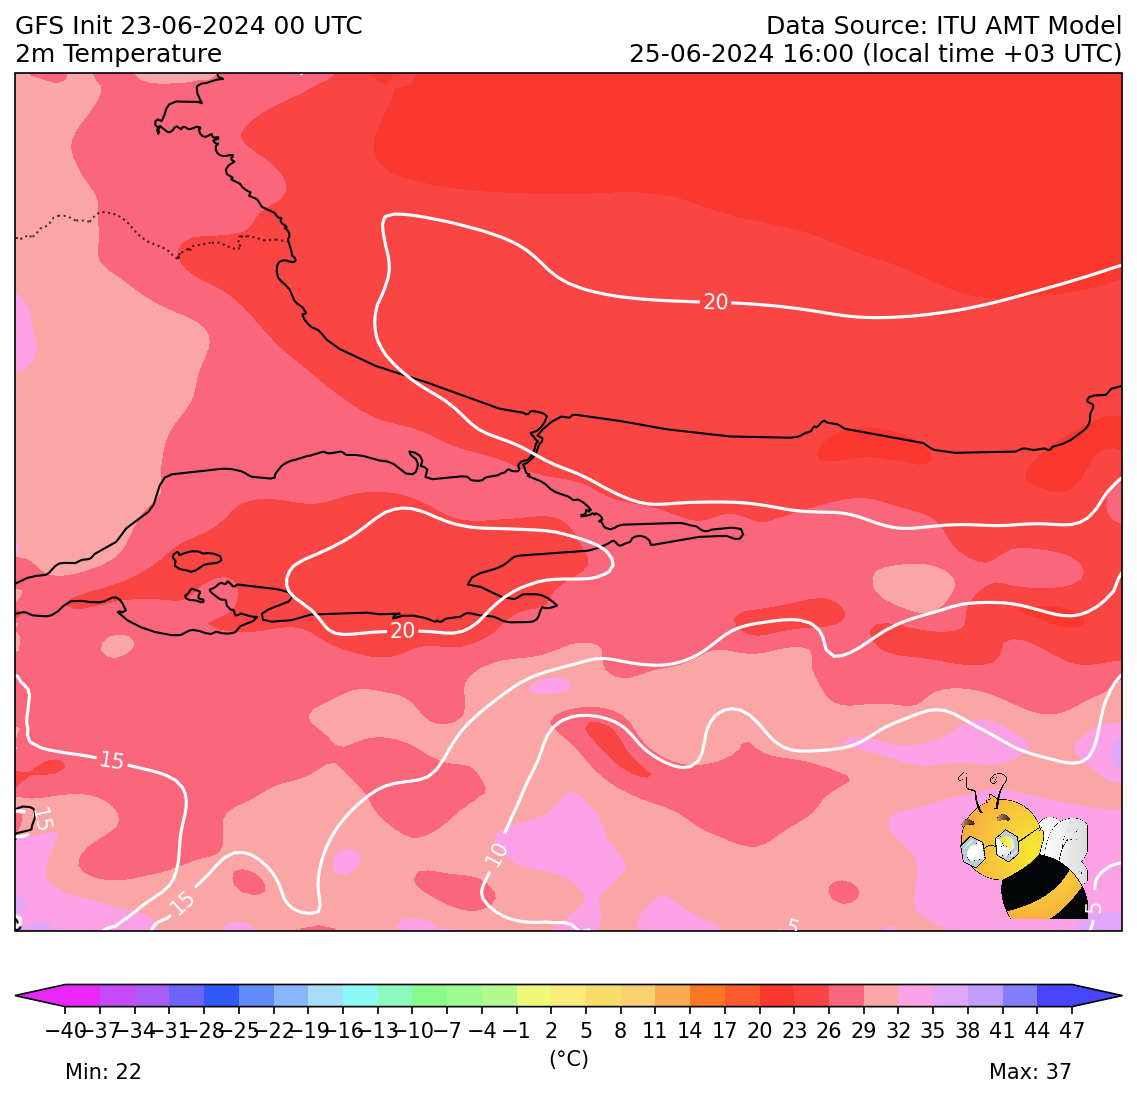 GFS Init 23-06-2024 00 UTC
Data Source: ITU AMT Model
2m Temperature
25-06-2024 16:00 (local time +03 UTC)
20
20
15
15
10
15
5
5
−40 −37 −34 −31 −28 −25 −22 −19 −16 −13 −10 −7 −4 −1 2 5 8 11 14 17 20 23 26 29 32 35 38 41 44 47
(°C)
Min: 22
Max: 37